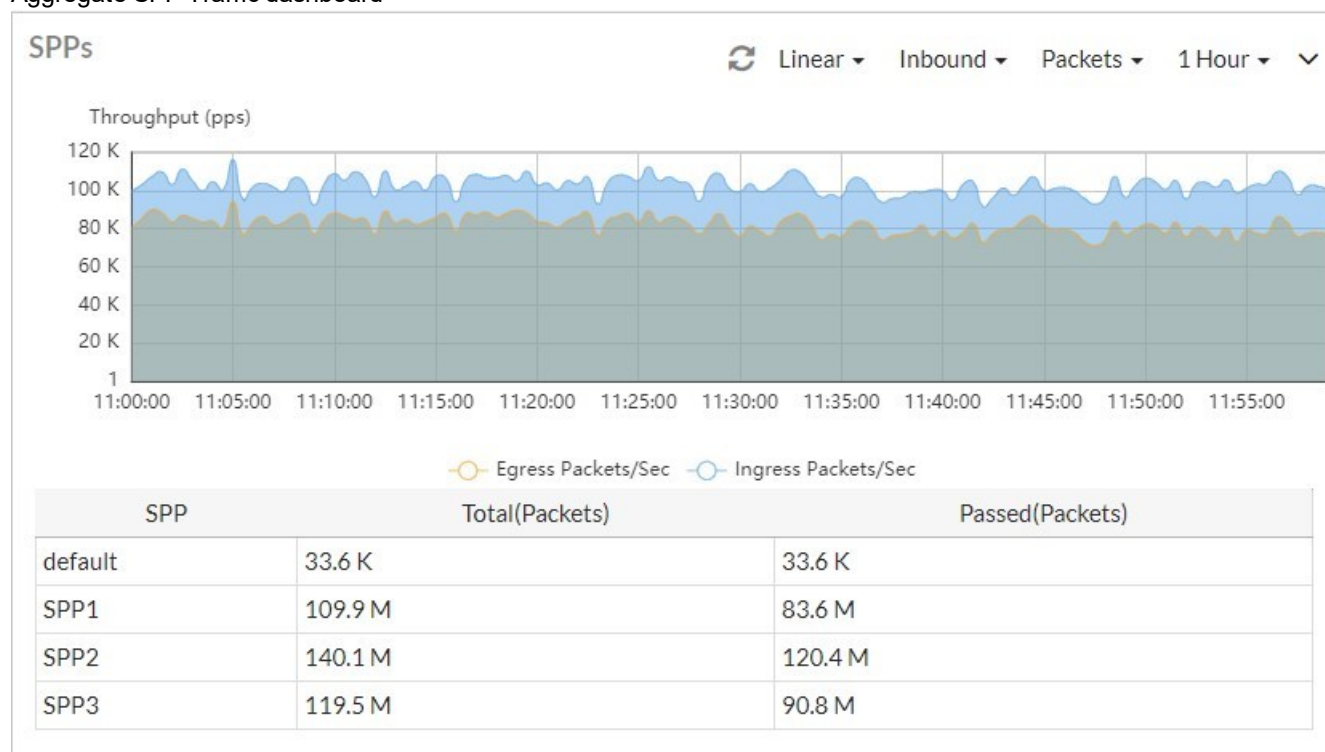 Aggregate SPP Traffic dashboard
SPPs
Linear Inbound Packets 1 Hour
Throughput (pps)
120 K
100 K
80 K
60 K
40 K
20 K
1
11:00:00 11:05:00 11:10:00 11:15:00 11:20:00 11:25:00 11:30:00 11:35:00 11:40:00 11:45:00 11:50:00 11:55:00
Egress Packets/Sec Ingress Packets/Sec
SPP Total(Packets) Passed(Packets)
default 33.6 K 33.6 K
SPP1 109.9 M 83.6 M
SPP2 140.1 M 120.4 M
SPP3 119.5 M 90.8 M